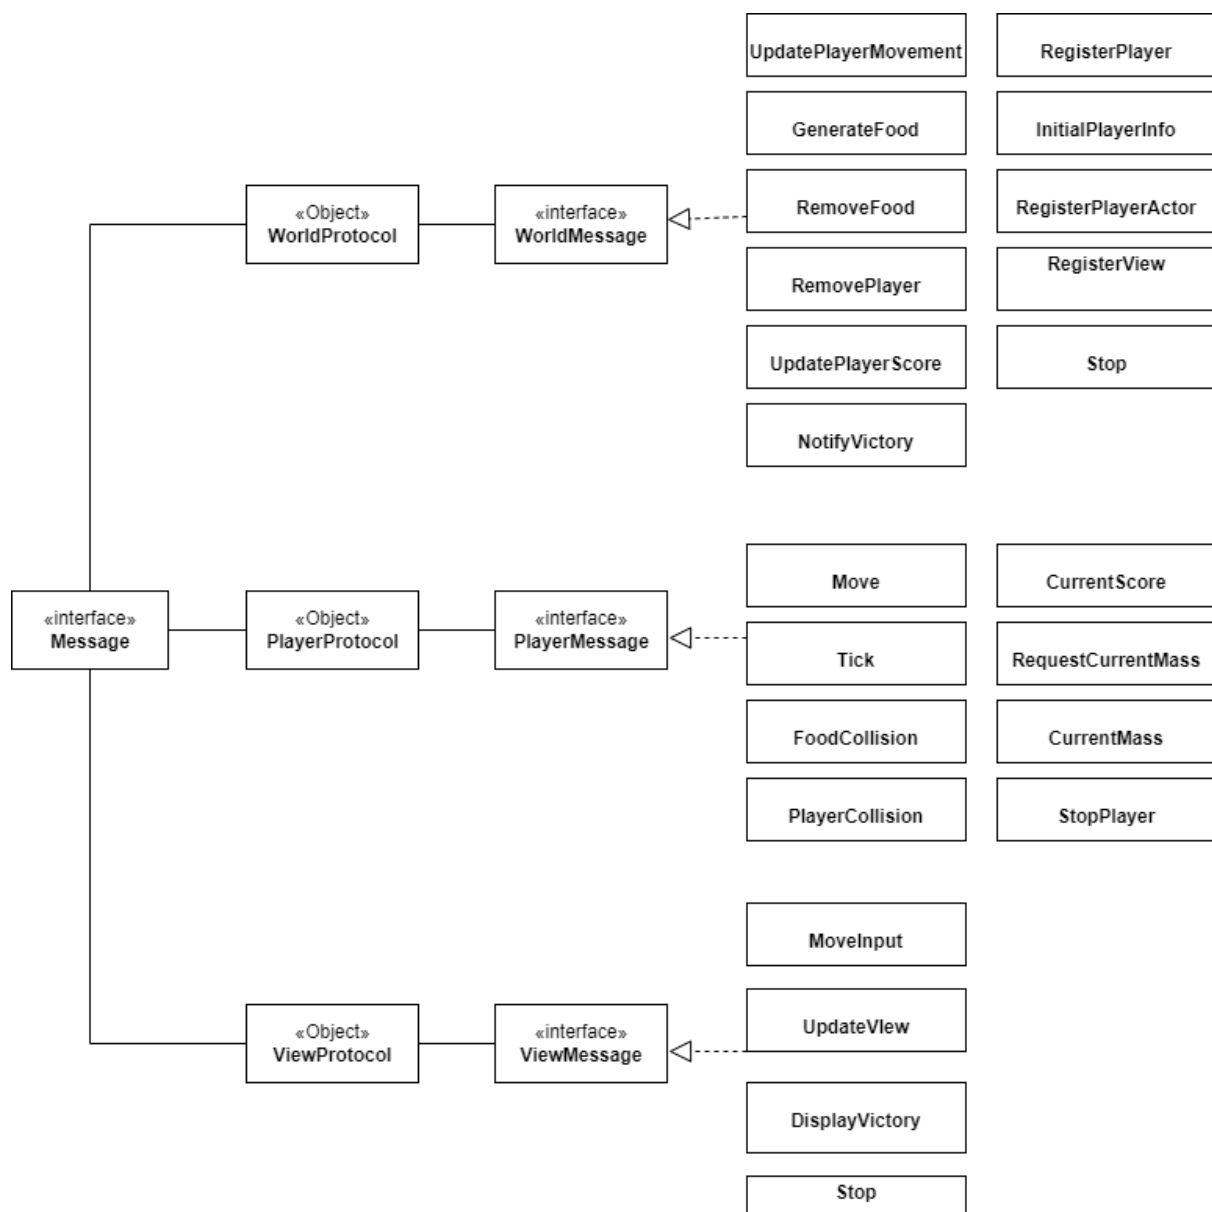 UpdatePlayerMovement
RegisterPlayer
GenerateFood
InitialPlayerInfo
«Object»
WorldProtocol
«interface»
WorldMessage
RemoveFood
RegisterPlayerActor
RemovePlayer
RegisterView
UpdatePlayerScore
Stop
NotifyVictory
«interface»
Message
«Object»
PlayerProtocol
«interface»
PlayerMessage
Move
CurrentScore
Tick
RequestCurrentMass
FoodCollision
CurrentMass
PlayerCollision
StopPlayer
MoveInput
«Object»
ViewProtocol
«interface»
ViewMessage
UpdateVIew
DisplayVictory
Stop